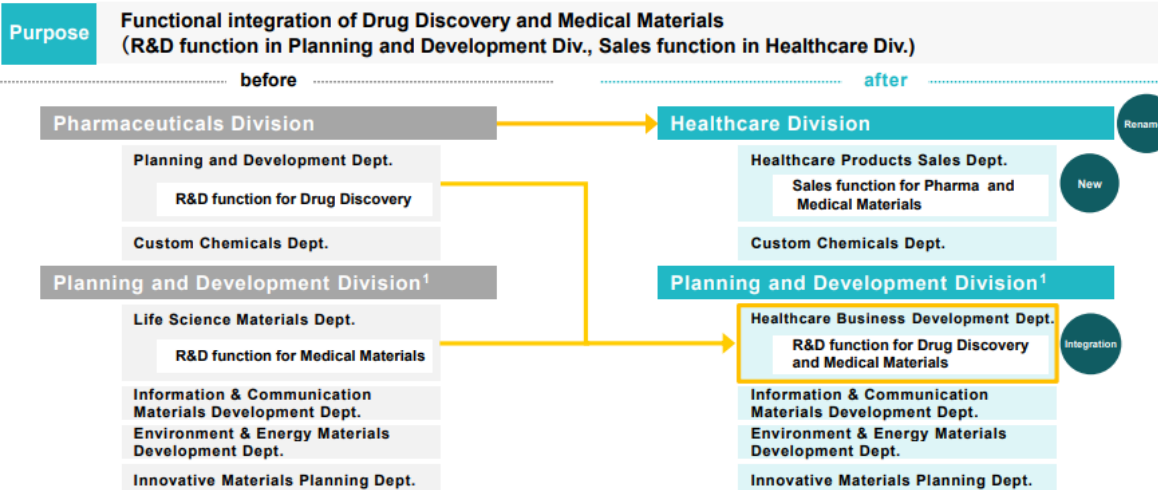 Purpose
Functional integration of Drug Discovery and Medical Materials
(R&D function in Planning and Development Div., Sales function in Healthcare Div.)
before
after
Pharmaceuticals Division
Planning and Development Dept.
R&D function for Drug Discovery
Custom Chemicals Dept.
Planning and Development Division¹
Life Science Materials Dept.
R&D function for Medical Materials
Information & Communication
Materials Development Dept.
Environment & Energy Materials
Development Dept.
Innovative Materials Planning Dept.
Healthcare Division
Rename
Healthcare Products Sales Dept.
Sales function for Pharma and
Medical Materials
New
Custom Chemicals Dept.
Planning and Development Division¹
Healthcare Business Development Dept.
R&D function for Drug Discovery
and Medical Materials
Integration
Information & Communication
Materials Development Dept.
Environment & Energy Materials
Development Dept.
Innovative Materials Planning Dept.